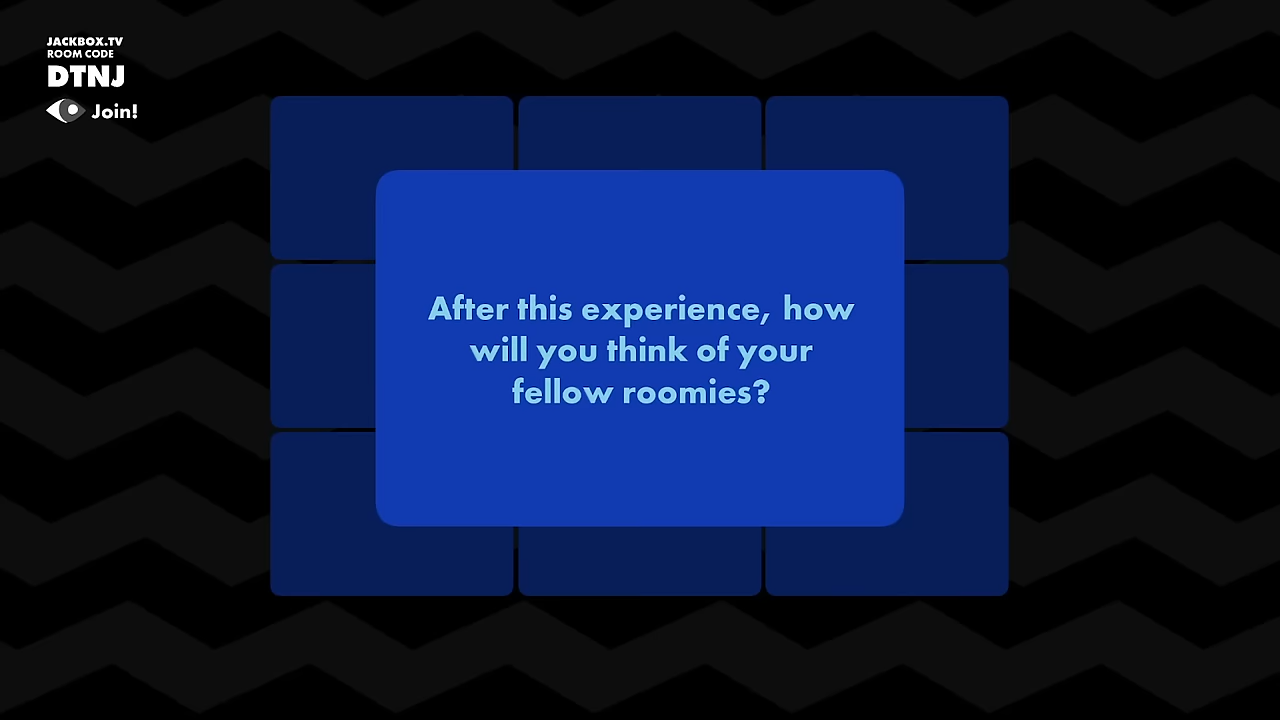 JACKBOX.TV
ROOM CODE
DTNJ
Join!
After this experience, how
will you think of your
fellow roomies?